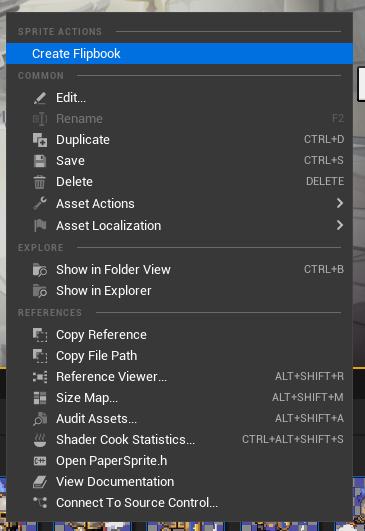 SPRITE ACTIONS
Create Flipbook
COMMON
Edit...
Rename F2
Duplicate CTRL+D
Save CTRL+S
Delete DELETE
Asset Actions
Asset Localization
EXPLORE
Show in Folder View CTRL+B
Show in Explorer
REFERENCES
Copy Reference
Copy File Path
Reference Viewer... ALT+SHIFT+R
Size Map... ALT+SHIFT+M
Audit Assets... ALT+SHIFT+A
Shader Cook Statistics... CTRL+ALT+SHIFT+S
Open PaperSprite.h
View Documentation
Connect To Source Control...